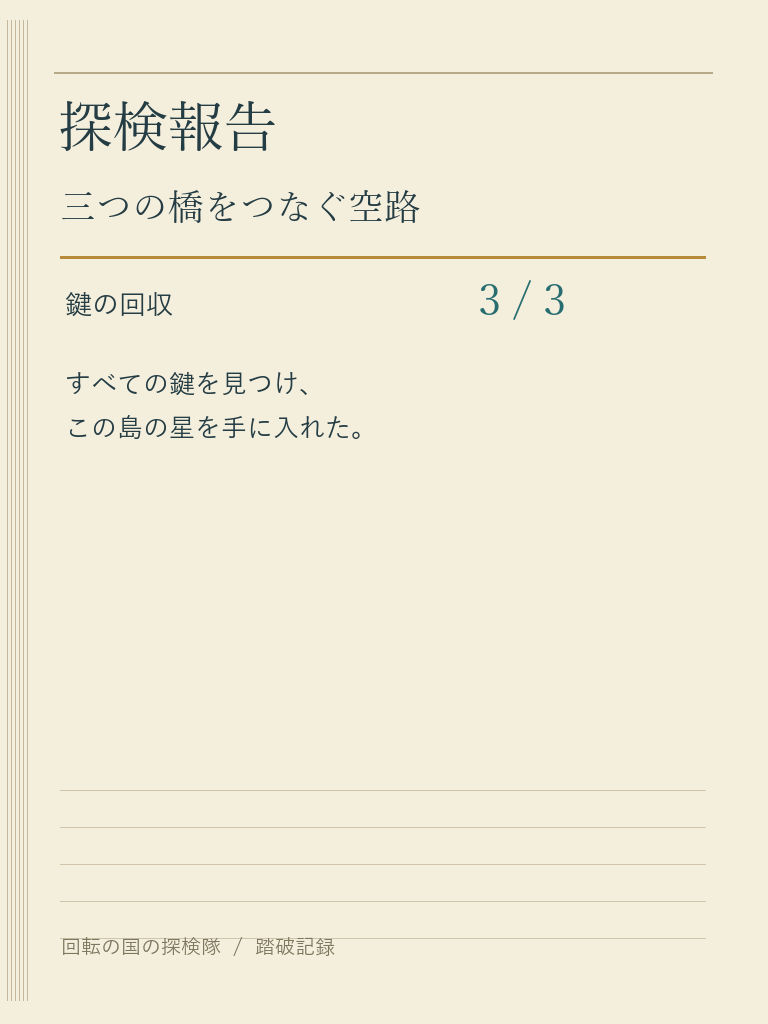 探検報告
三つの橋をつなぐ空路
鍵の回収 3 / 3
すべての鍵を見つけ、
この島の星を手に入れた。
回転の国の探検隊 / 踏破記録